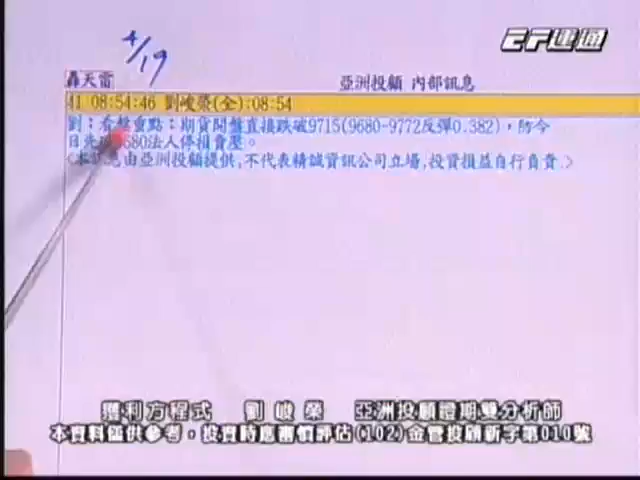 4/19
EF建通
轟天雷
亞洲投顧 內部訊息
41 08:54:46 劉峻榮(全):08:54
劉；看盤重點：期貨開盤直接跌破9715(9680-9772反彈0.382)，防今
日先破9680法人停損賣壓。
<本訊息由亞洲投顧提供,不代表精誠資訊公司立場,投資損益自行負責.>
獲利方程式 劉峻榮 亞洲投顧證期雙分析師
本資料僅供參考，投資時應審慎評估(102)金管投顧新字第010號